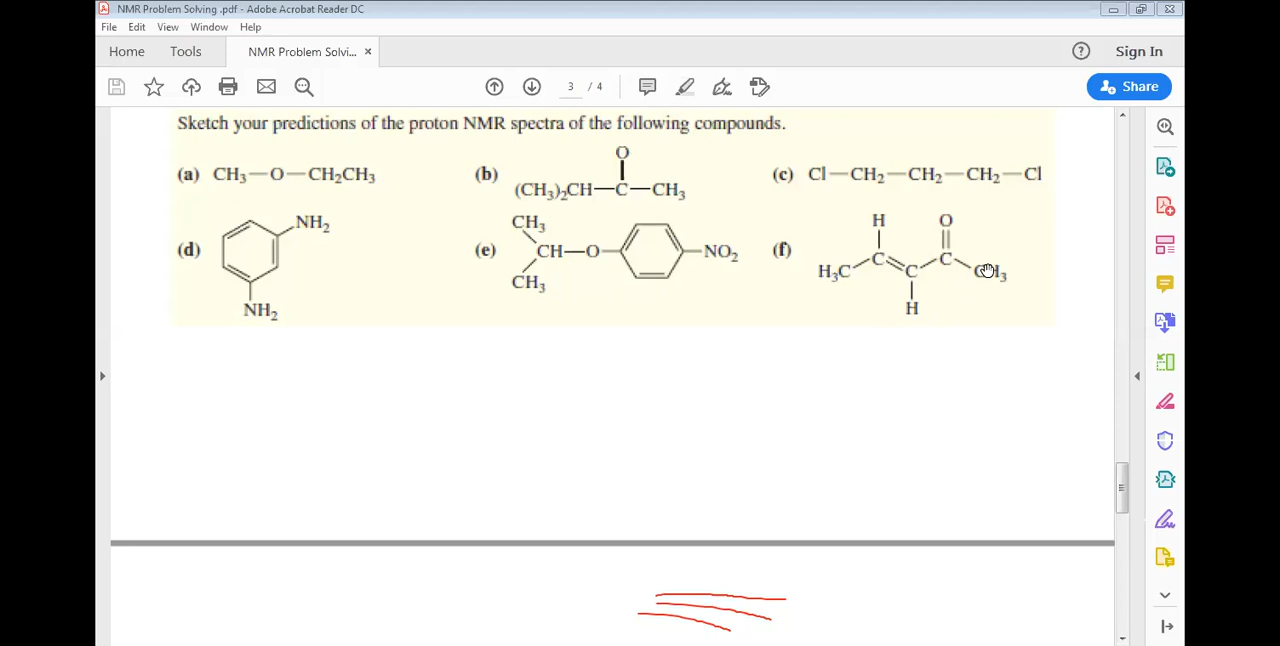 NMR Problem Solving .pdf - Adobe Acrobat Reader DC
File Edit View Window Help
Home Tools NMR Problem Solvi... × ? Sign In
3 / 4 Share
Sketch your predictions of the proton NMR spectra of the following compounds.
(a) CH₃—O—CH₂CH₃
(b) O
(CH₃)₂CH—C—CH₃
(c) Cl—CH₂—CH₂—CH₂—Cl
(d) NH₂
NH₂
(e) CH₃
CH—O NO₂
CH₃
(f) H O
H₃C C C C
H